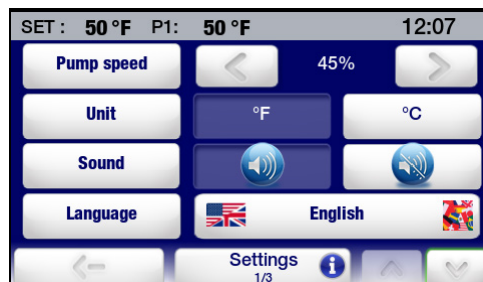 SET : 50 °F P1: 50 °F 12:07
Pump speed 45%
Unit °F °C
Sound
Language English
Settings
1/3